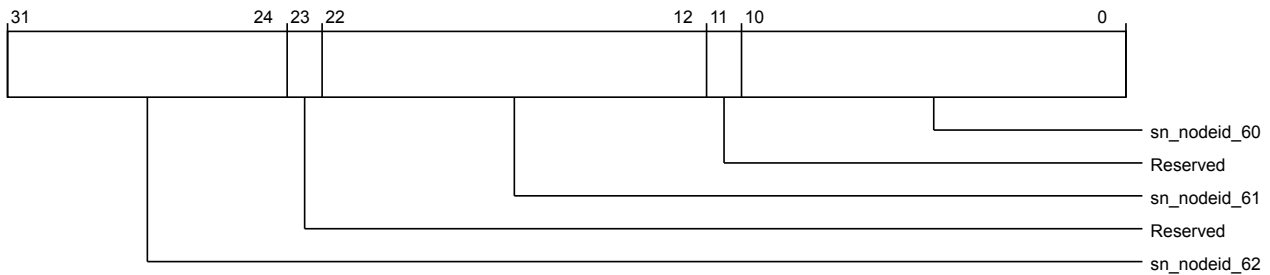 31 24 23 22 12 11 10 0
sn_nodeid_60
Reserved
sn_nodeid_61
Reserved
sn_nodeid_62